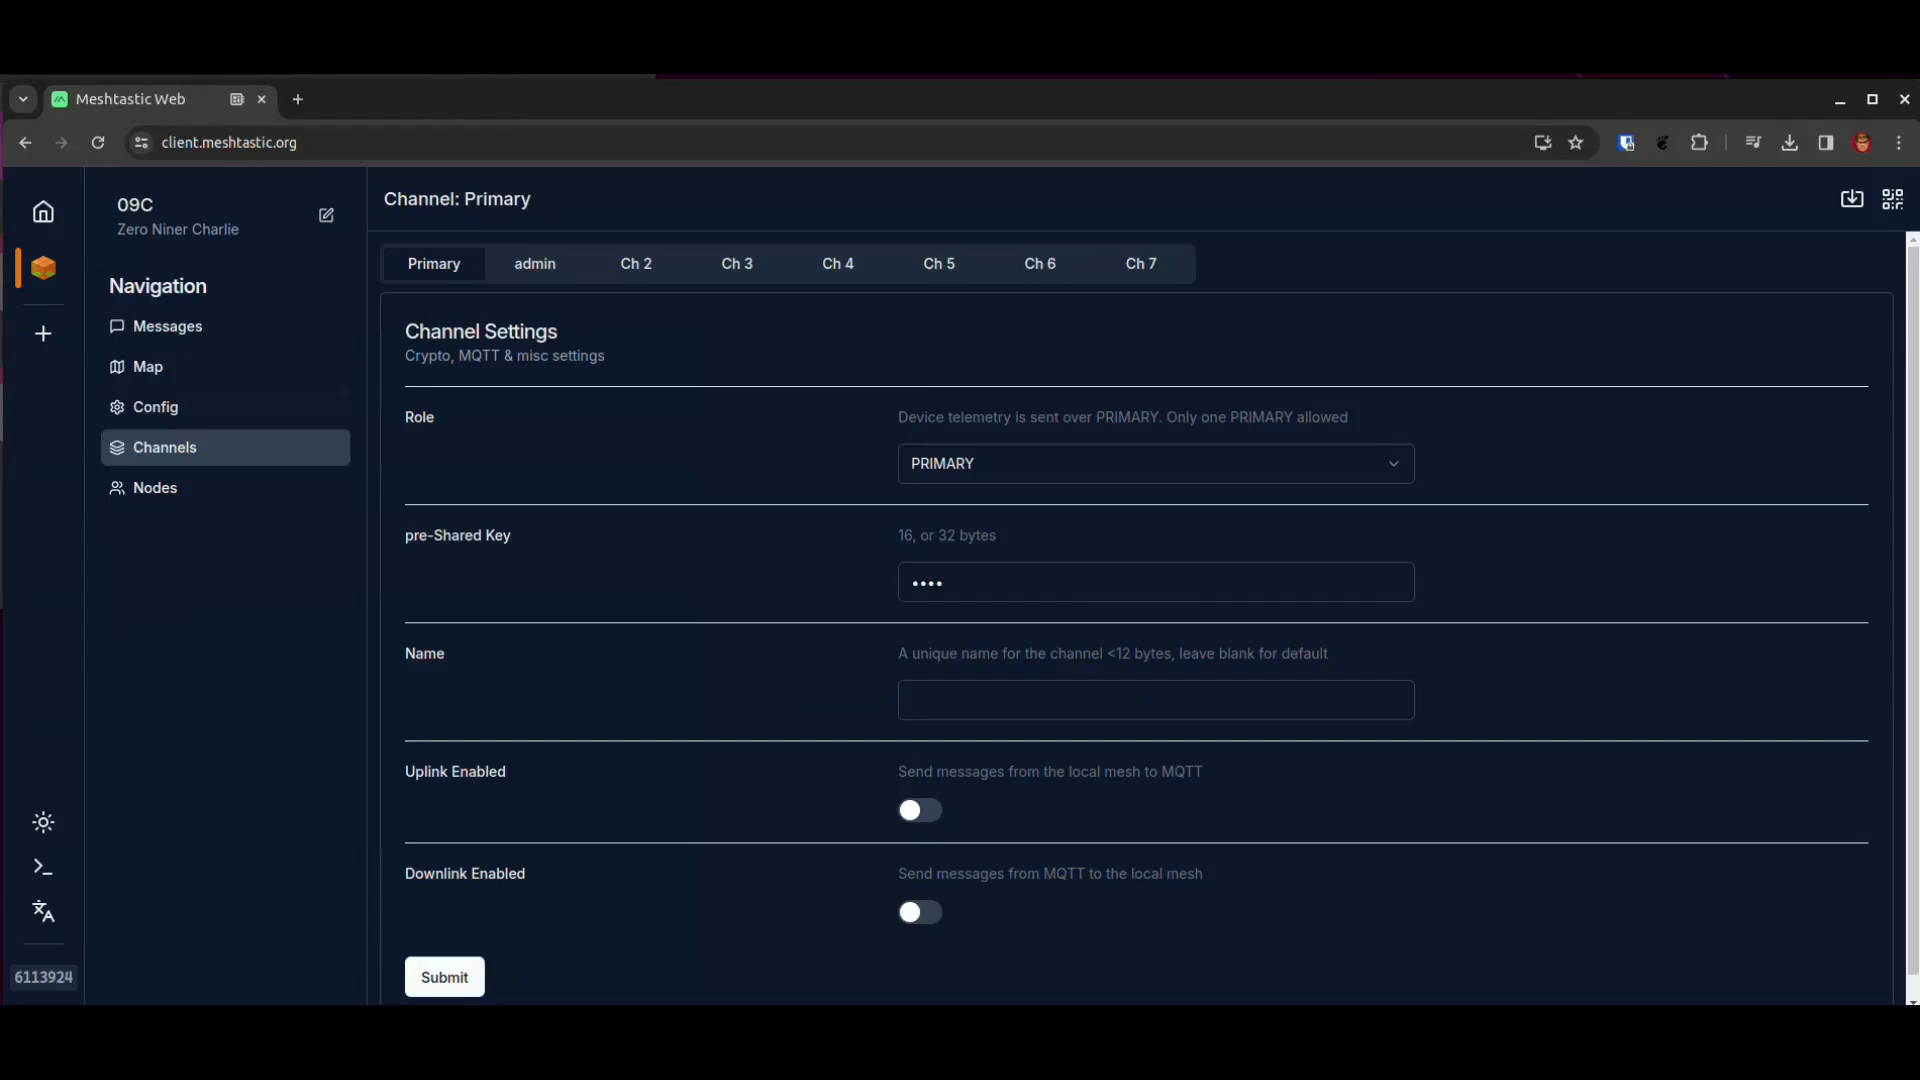 Meshtastic Web
client.meshtastic.org
09C
Zero Niner Charlie
Navigation
Messages
Map
Config
Channels
Nodes
6113924
Channel: Primary
Primary admin Ch 2 Ch 3 Ch 4 Ch 5 Ch 6 Ch 7
Channel Settings
Crypto, MQTT & misc settings
Role Device telemetry is sent over PRIMARY. Only one PRIMARY allowed
PRIMARY
pre-Shared Key 16, or 32 bytes
••••
Name A unique name for the channel <12 bytes, leave blank for default
Uplink Enabled Send messages from the local mesh to MQTT
Downlink Enabled Send messages from MQTT to the local mesh
Submit